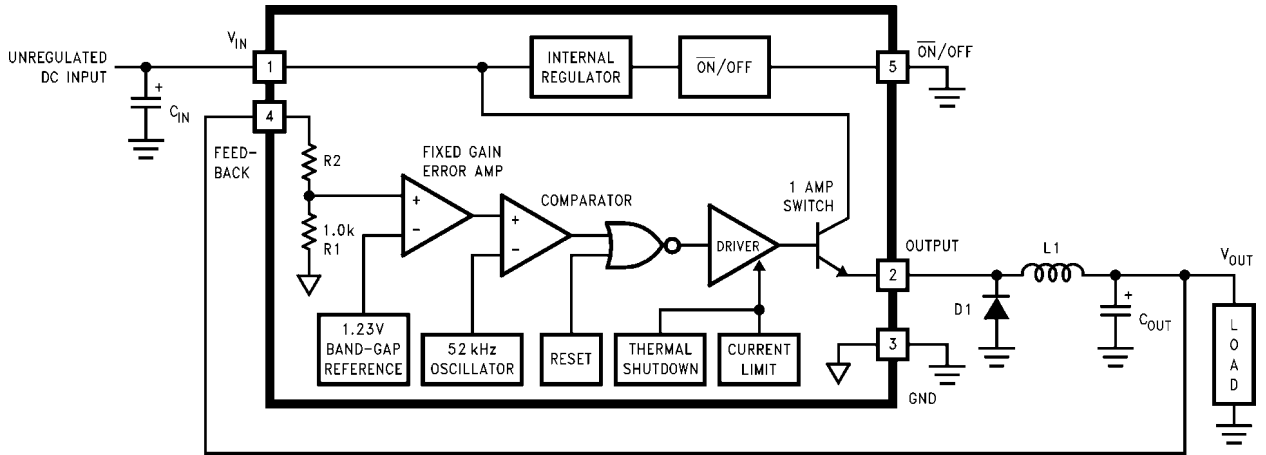 UNREGULATED
DC INPUT
+
C_IN
V_IN
1
4
FEED-
BACK
INTERNAL
REGULATOR
ON/OFF
5
ON/OFF
R2
1.0k
R1
FIXED GAIN
ERROR AMP
+
−
COMPARATOR
+
−
DRIVER
1 AMP
SWITCH
1.23V
BAND-GAP
REFERENCE
52 kHz
OSCILLATOR
RESET
THERMAL
SHUTDOWN
CURRENT
LIMIT
OUTPUT
2
3
GND
D1
L1
+
C_OUT
V_OUT
LOAD